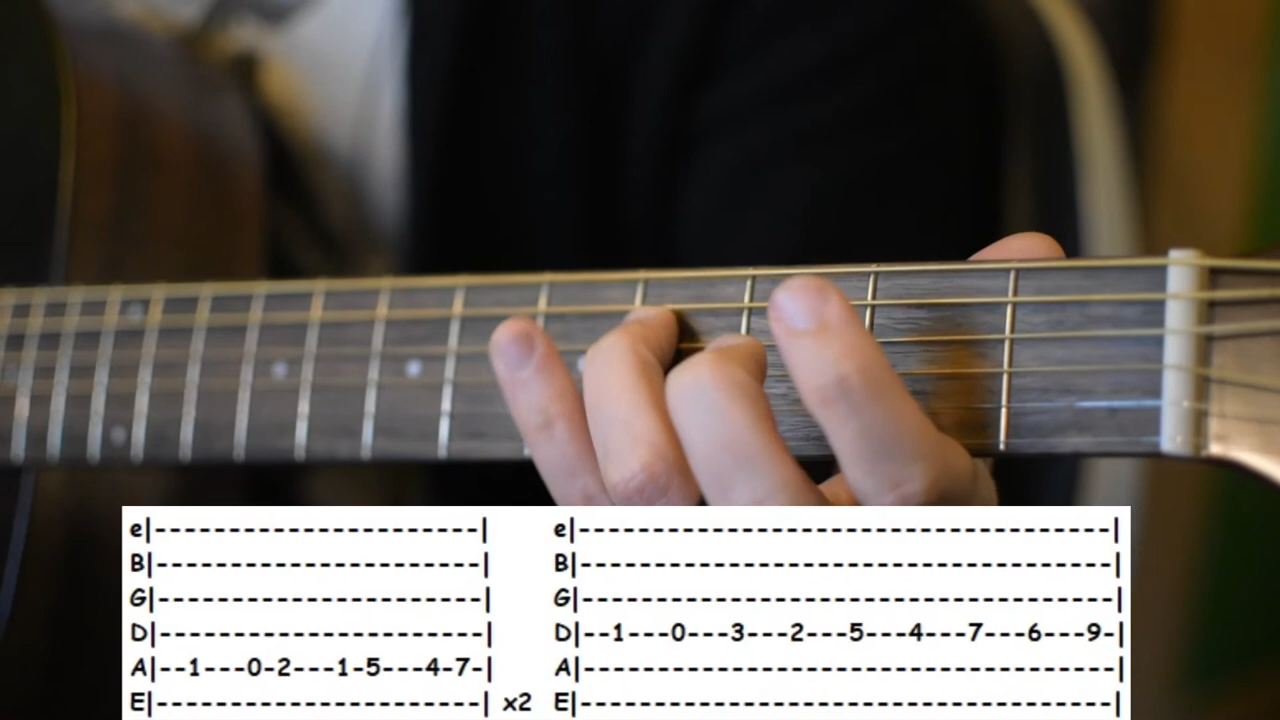 e|----------------------|
B|----------------------|
G|----------------------|
D|----------------------|
A|--1---0-2---1-5---4-7-|
E|----------------------| x2
e|------------------------------------|
B|------------------------------------|
G|------------------------------------|
D|--1---0---3---2---5---4---7---6---9-|
A|------------------------------------|
E|------------------------------------|